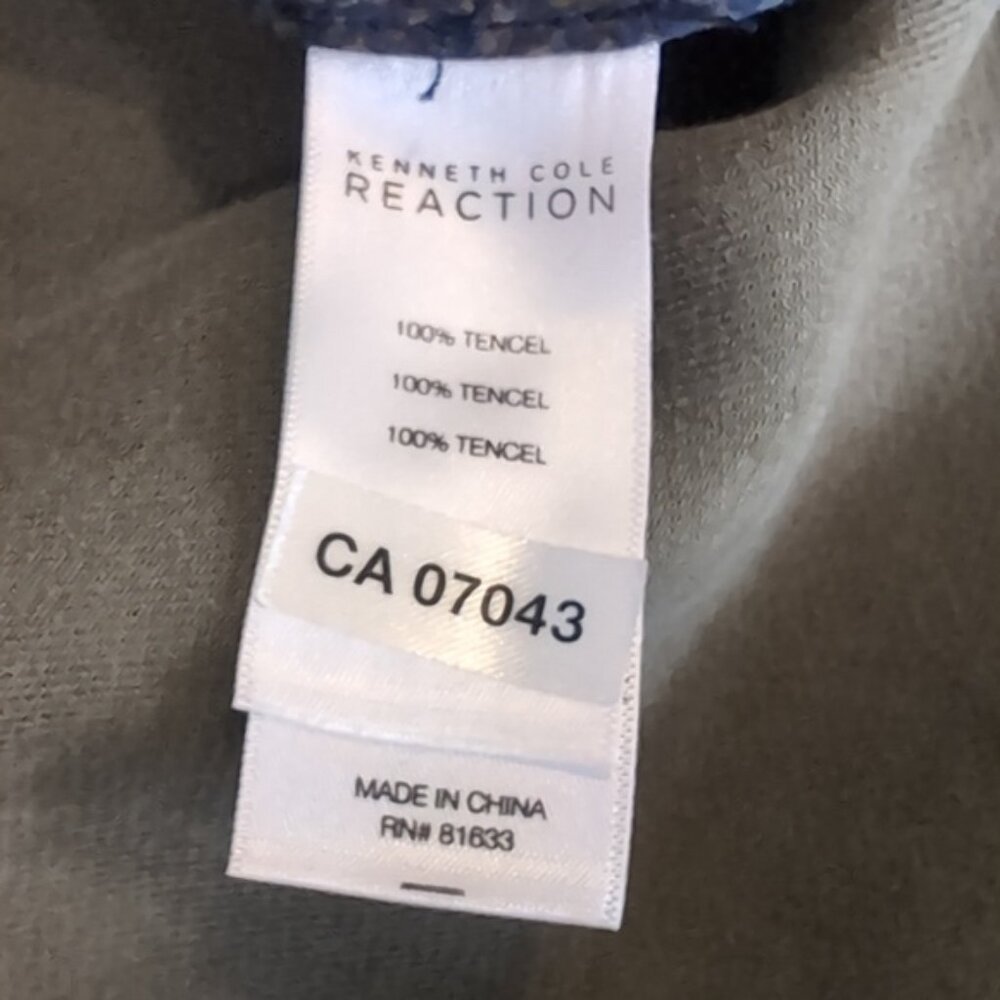 KENNETH COLE
REACTION
100% TENCEL
100% TENCEL
100% TENCEL
CA 07043
MADE IN CHINA
RN# 81633